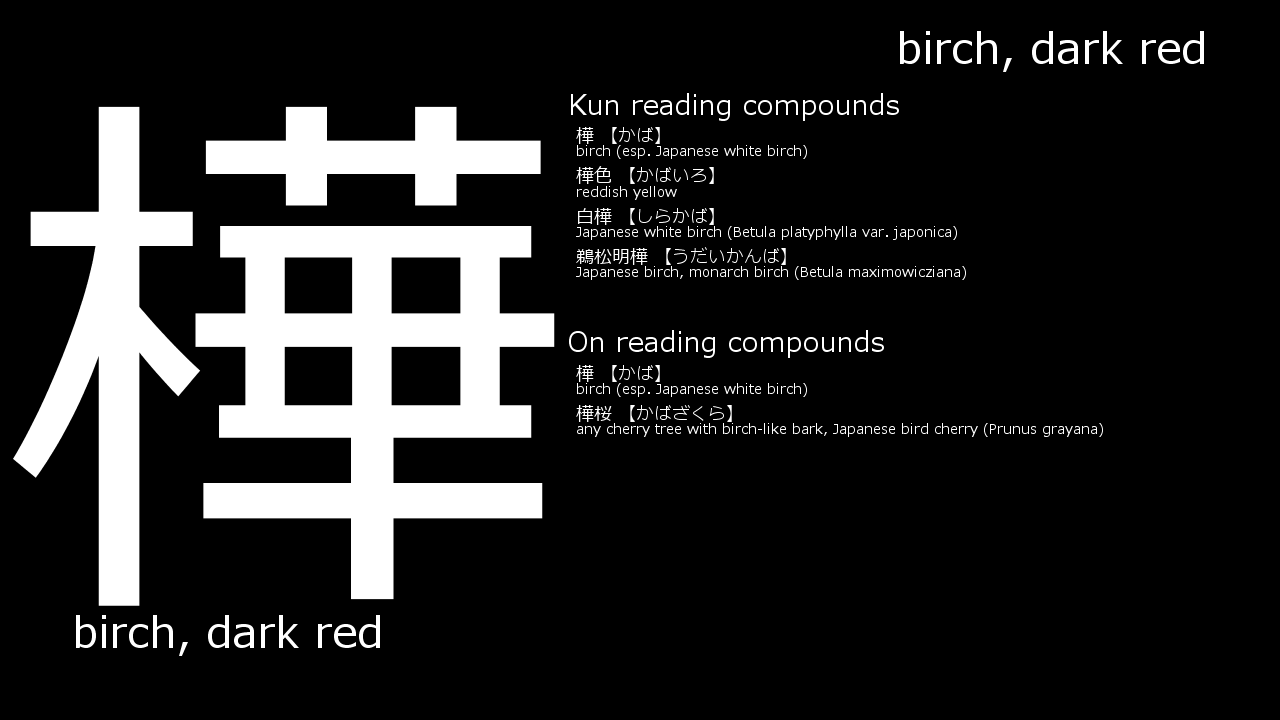 birch, dark red
樺
Kun reading compounds
樺 【かば】
birch (esp. Japanese white birch)
樺色 【かばいろ】
reddish yellow
白樺 【しらかば】
Japanese white birch (Betula platyphylla var. japonica)
鵜松明樺 【うだいかんば】
Japanese birch, monarch birch (Betula maximowicziana)
On reading compounds
樺 【かば】
birch (esp. Japanese white birch)
樺桜 【かばざくら】
any cherry tree with birch-like bark, Japanese bird cherry (Prunus grayana)
birch, dark red